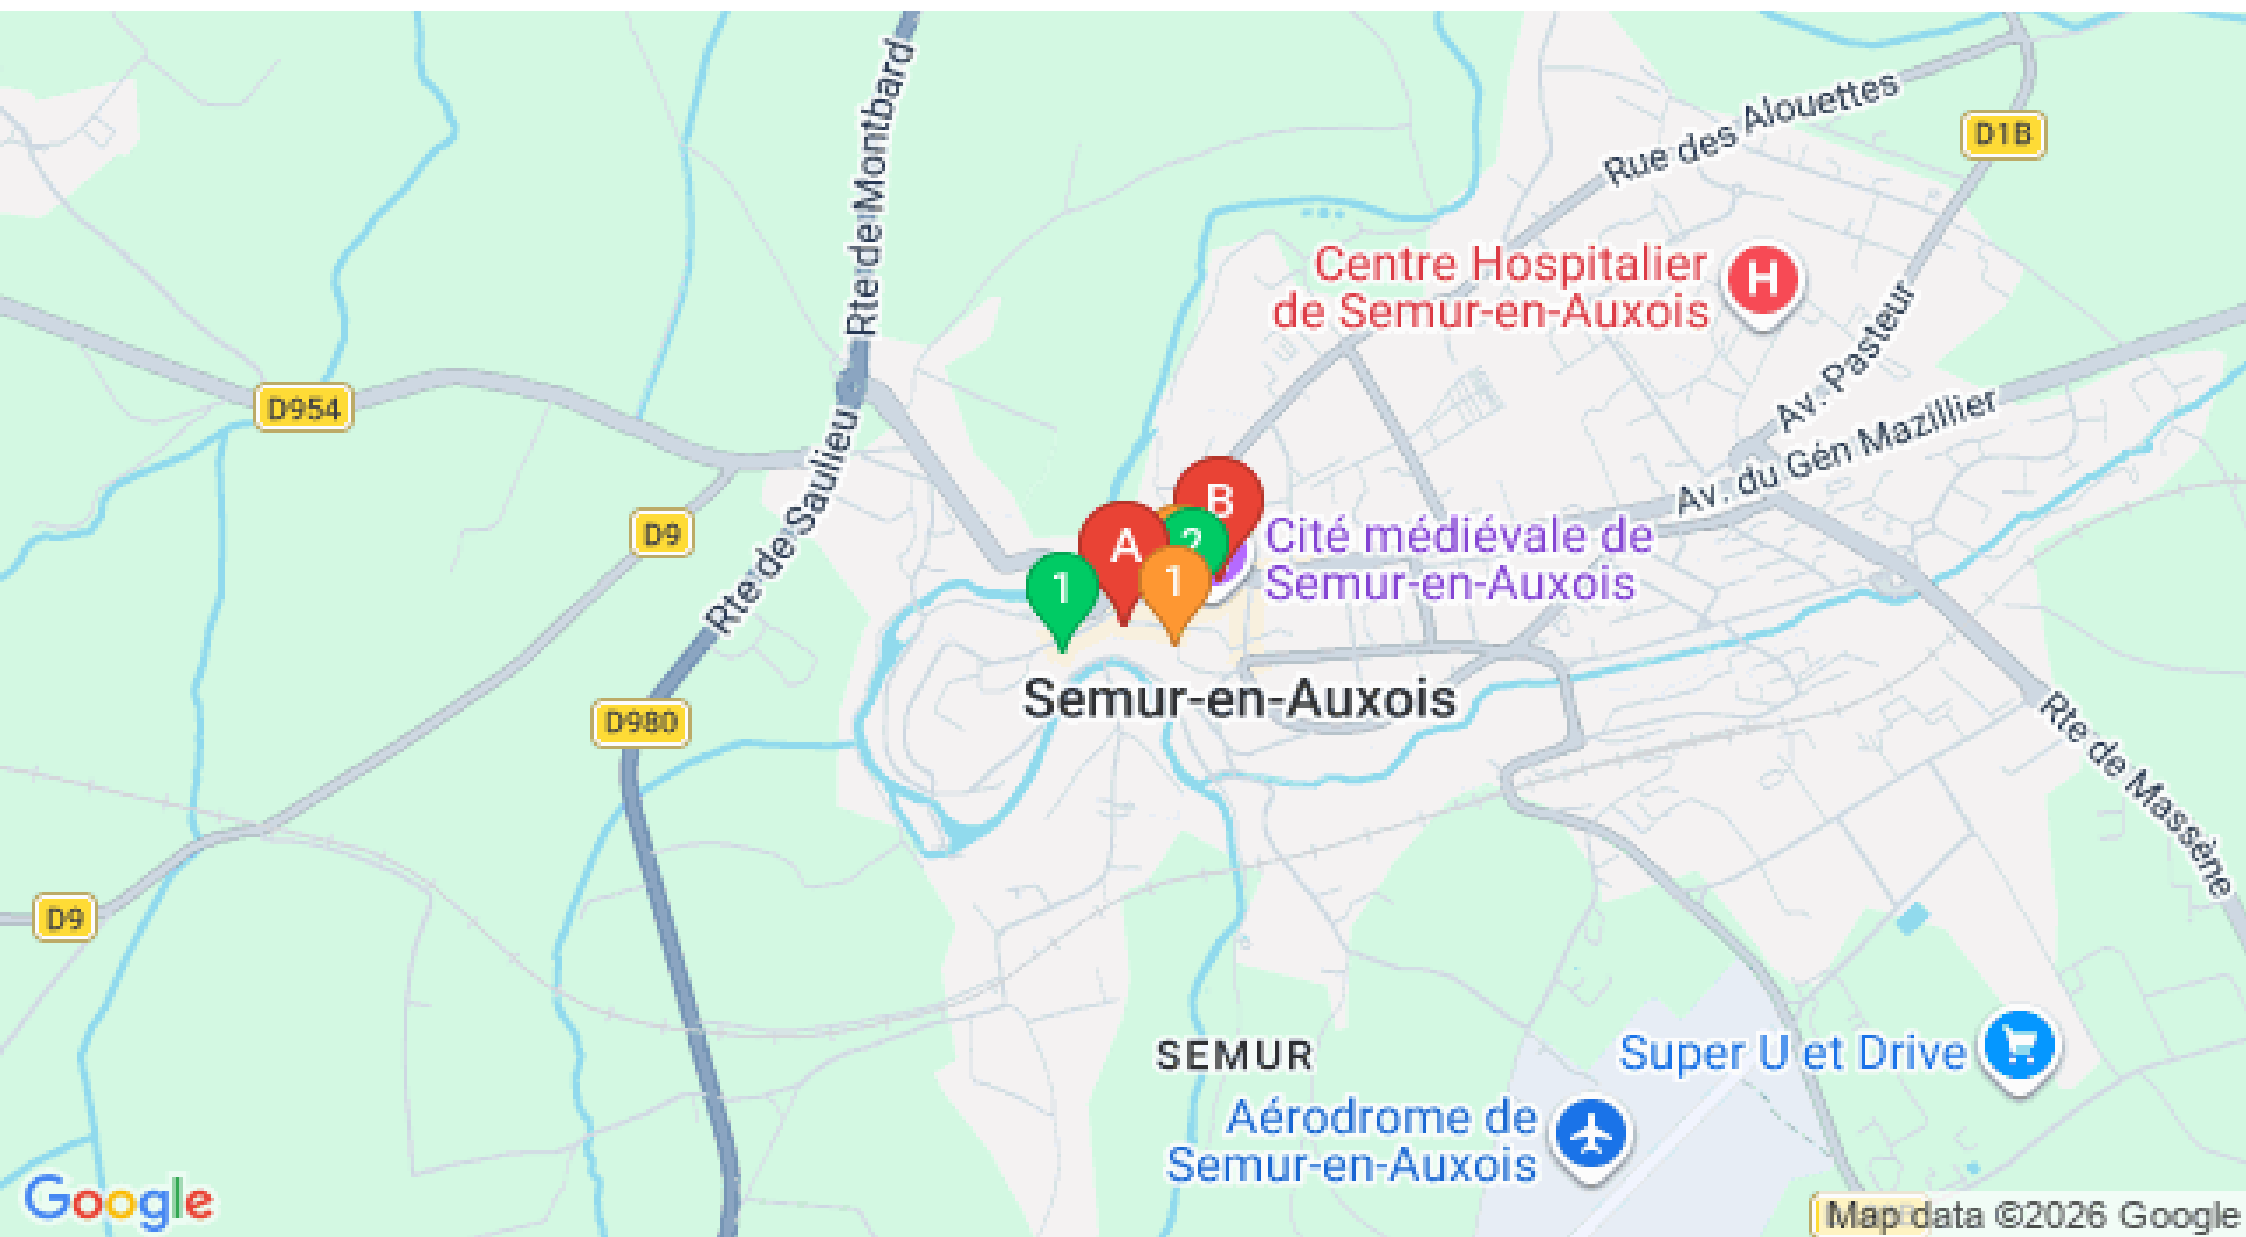 Rte de Montbard
Rue des Alouettes
D1B
Centre Hospitalier
de Semur-en-Auxois
H
Av. Pasteur
D954
Av. du Gén Mazillier
Rte de Saulieu
D9
B
A
2
1
1
Cité médiévale de
Semur-en-Auxois
Semur-en-Auxois
D980
Rte de Massène
D9
SEMUR
Super U et Drive
Aérodrome de
Semur-en-Auxois
Google
Map data ©2026 Google